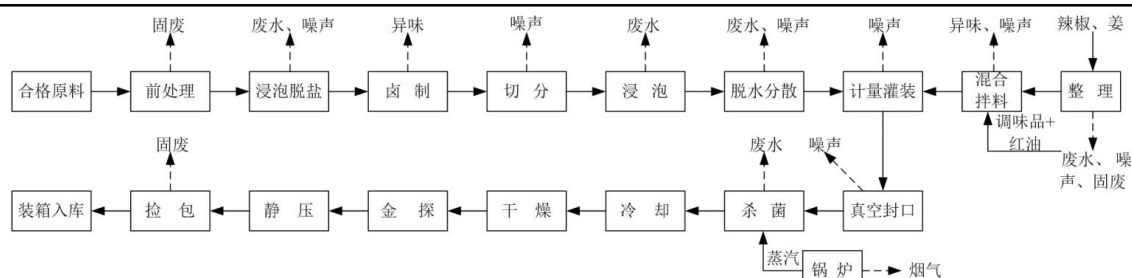 固废
废水、噪声
异味
噪声
废水
废水、噪声
噪声
异味、噪声
辣椒、姜
合格原料
前处理
浸泡脱盐
卤 制
切 分
浸 泡
脱水分散
计量灌装
混合
拌料
整 理
调味品+
红油
废水、 噪
声、固废
固废
废水
噪声
装箱入库
捡 包
静 压
金 探
干 燥
冷 却
杀 菌
真空封口
蒸汽
锅 炉
烟气